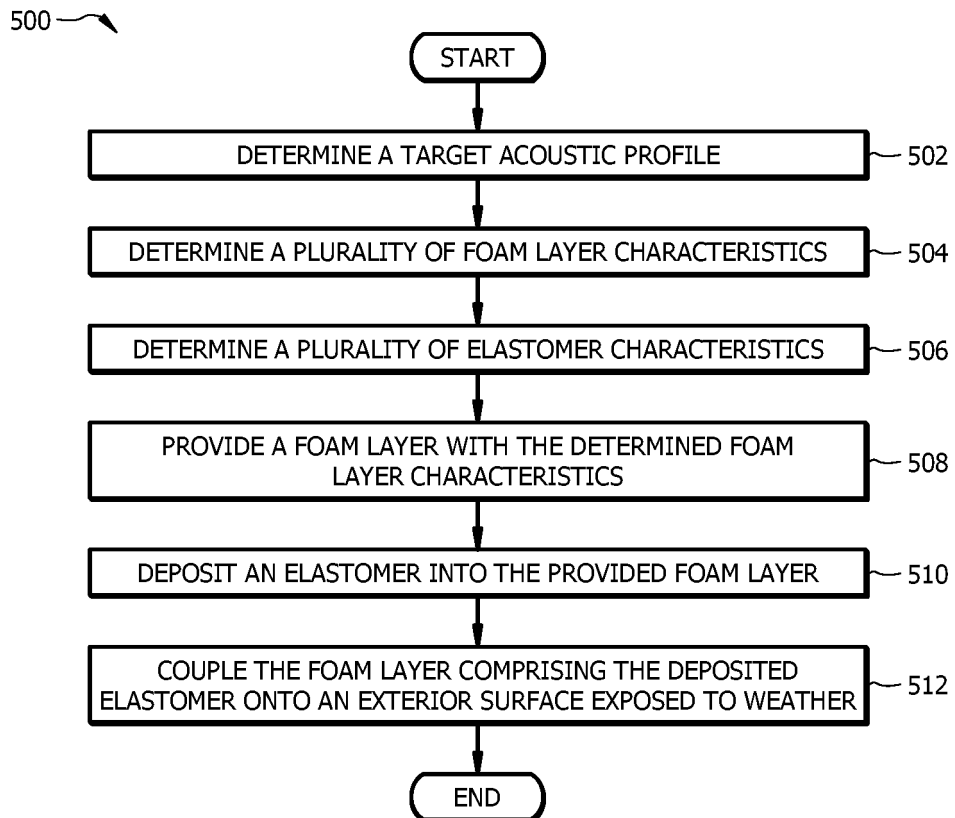 500
START
DETERMINE A TARGET ACOUSTIC PROFILE
502
DETERMINE A PLURALITY OF FOAM LAYER CHARACTERISTICS
504
DETERMINE A PLURALITY OF ELASTOMER CHARACTERISTICS
506
PROVIDE A FOAM LAYER WITH THE DETERMINED FOAM
LAYER CHARACTERISTICS
508
DEPOSIT AN ELASTOMER INTO THE PROVIDED FOAM LAYER
510
COUPLE THE FOAM LAYER COMPRISING THE DEPOSITED
ELASTOMER ONTO AN EXTERIOR SURFACE EXPOSED TO WEATHER
512
END